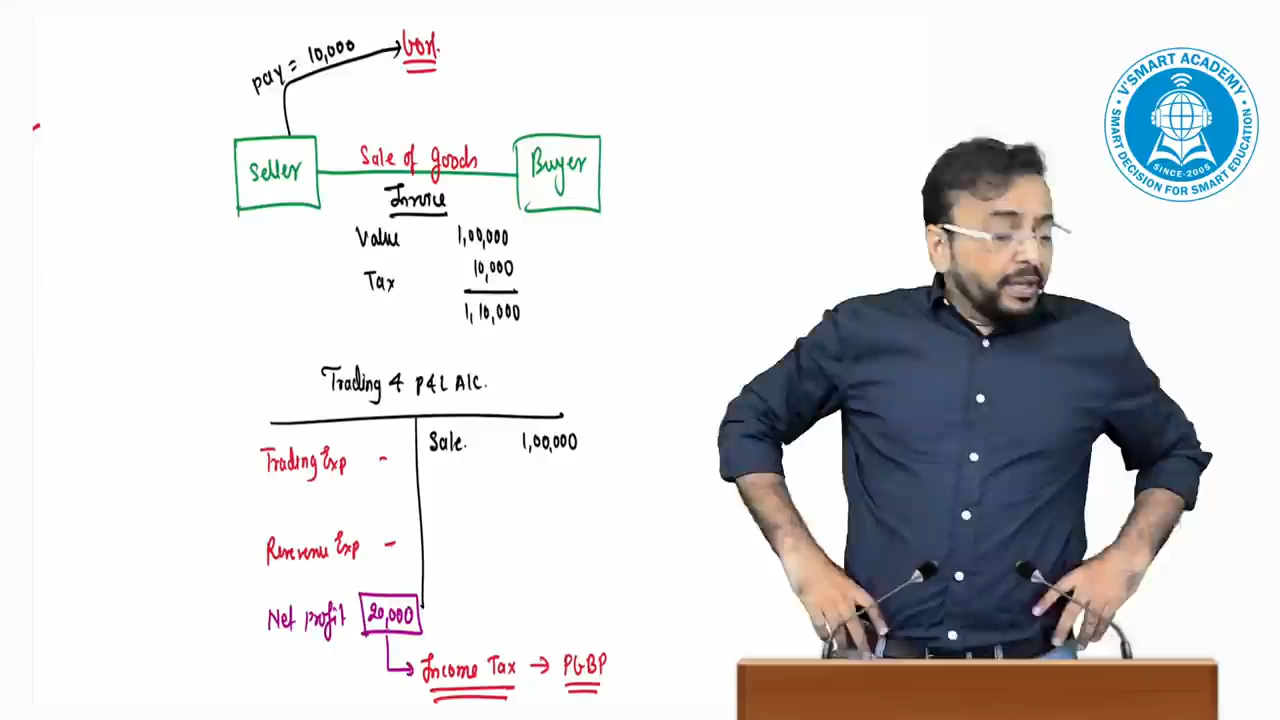 pay = 10,000 → Govt.
Seller
Sale of goods
Buyer
Invoice
Value 1,00,000
Tax 10,000
1,10,000
Trading & P&L A/c.
Sale. 1,00,000
Trading Exp -
Revenue Exp -
Net profit 20,000
Income Tax → PGBP
V'SMART ACADEMY
SINCE-2005
SMART DECISION FOR SMART EDUCATION